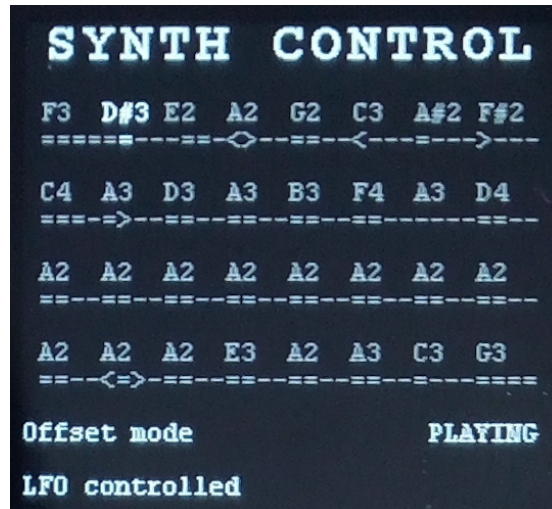 SYNTH CONTROL
F3 D#3 E2 A2 G2 C3 A#2 F#2
======---==-<>--==--<---=--->---
C4 A3 D3 A3 B3 F4 A3 D4
===-=>--==--==--==------==--
A2 A2 A2 A2 A2 A2 A2 A2
==--==--==--==--==--==--==--==--
A2 A2 A2 E3 A2 A3 C3 G3
==--<=>-==--==--==--==--=---====
Offset mode PLAYING
LFO controlled